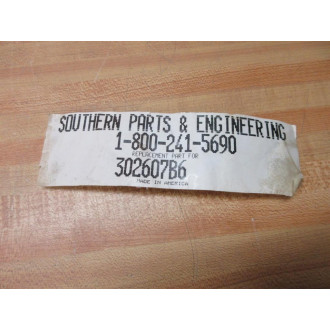 SOUTHERN PARTS & ENGINEERING
1-800-241-5690
REPLACEMENT PART FOR
302607B6
MADE IN AMERICA